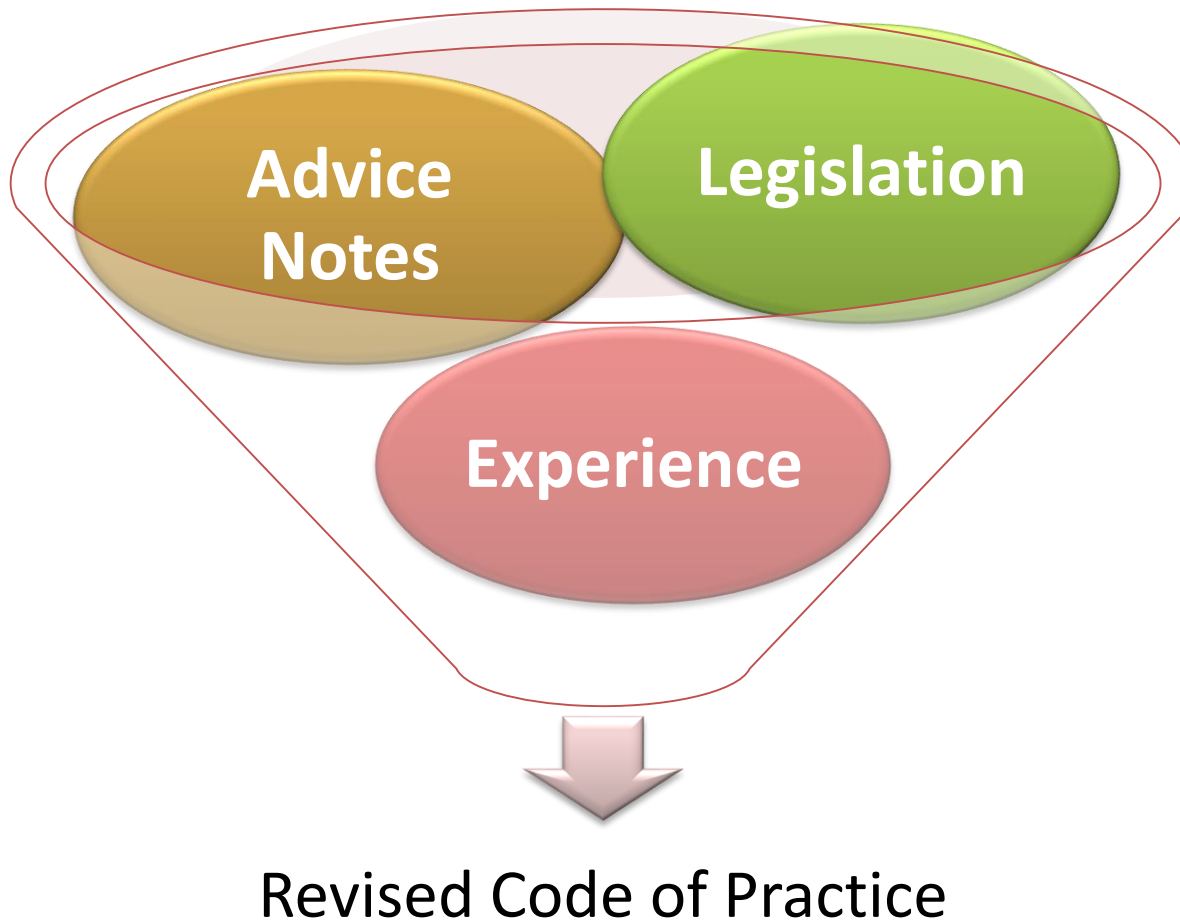 Advice
Notes
Legislation
Experience
Revised Code of Practice